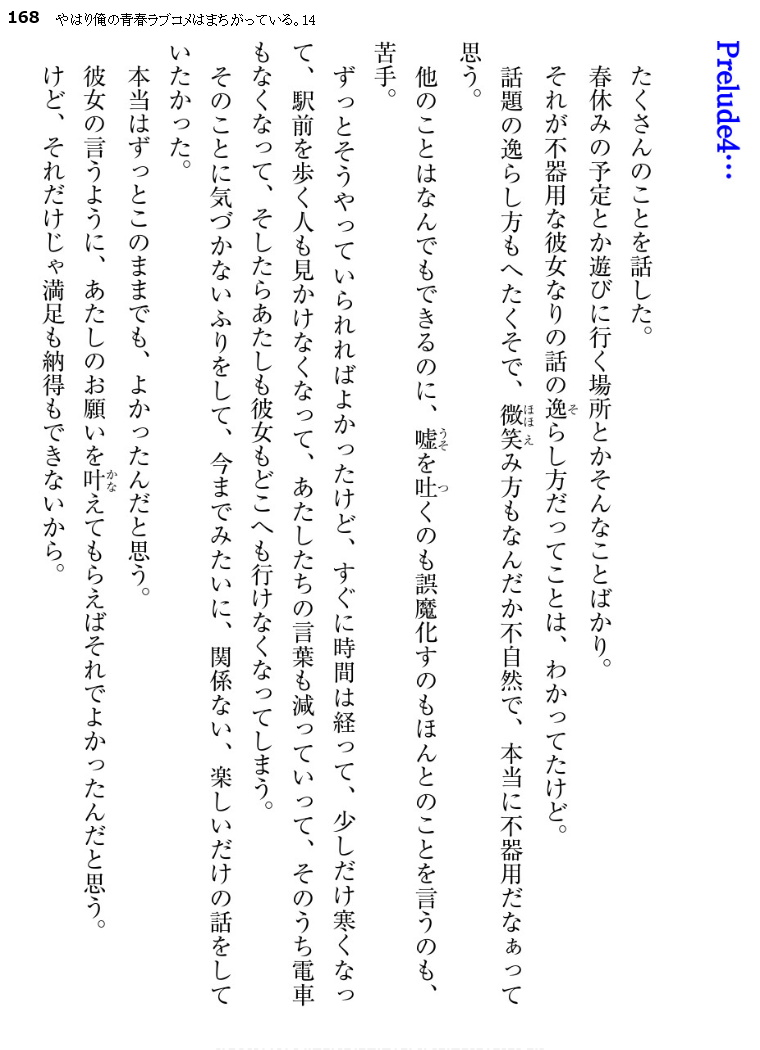 168 やはり俺の青春ラブコメはまちがっている。14
Prelude4…
たくさんのことを話した。
春休みの予定とか遊びに行く場所とかそんなことばかり。
それが不器用な彼女なりの話の逸らし方だってことは、わかってたけど。
話題の逸らし方もへたくそで、微笑み方もなんだか不自然で、本当に不器用だなぁって
思う。
他のことはなんでもできるのに、嘘を吐くのも誤魔化すのもほんとのことを言うのも、
苦手。
ずっとそうやっていられればよかったけど、すぐに時間は経って、少しだけ寒くなっ
て、駅前を歩く人も見かけなくなって、あたしたちの言葉も減っていって、そのうち電車
もなくなって、そしたらあたしも彼女もどこへも行けなくなってしまう。
そのことに気づかないふりをして、今までみたいに、関係ない、楽しいだけの話をして
いたかった。
本当はずっとこのままでも、よかったんだと思う。
彼女の言うように、あたしのお願いを叶えてもらえばそれでよかったんだと思う。
けど、それだけじゃ満足も納得もできないから。